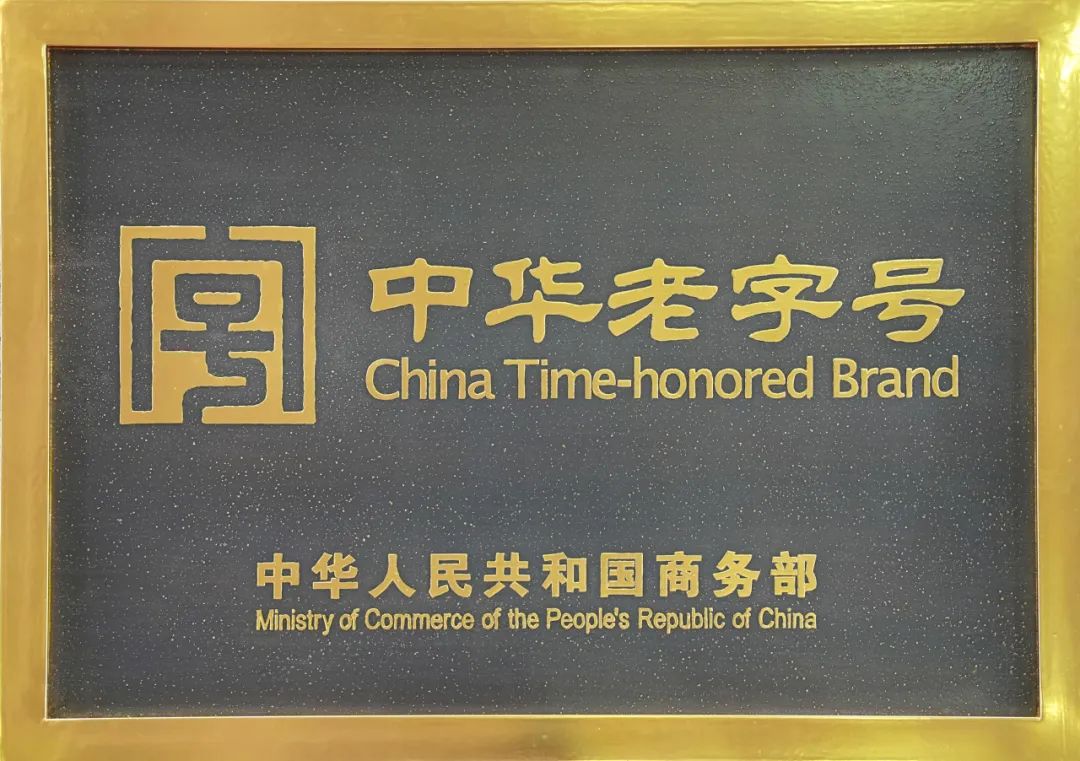 中华老字号
China Time-honored Brand
中华人民共和国商务部
Ministry of Commerce of the People's Republic of China